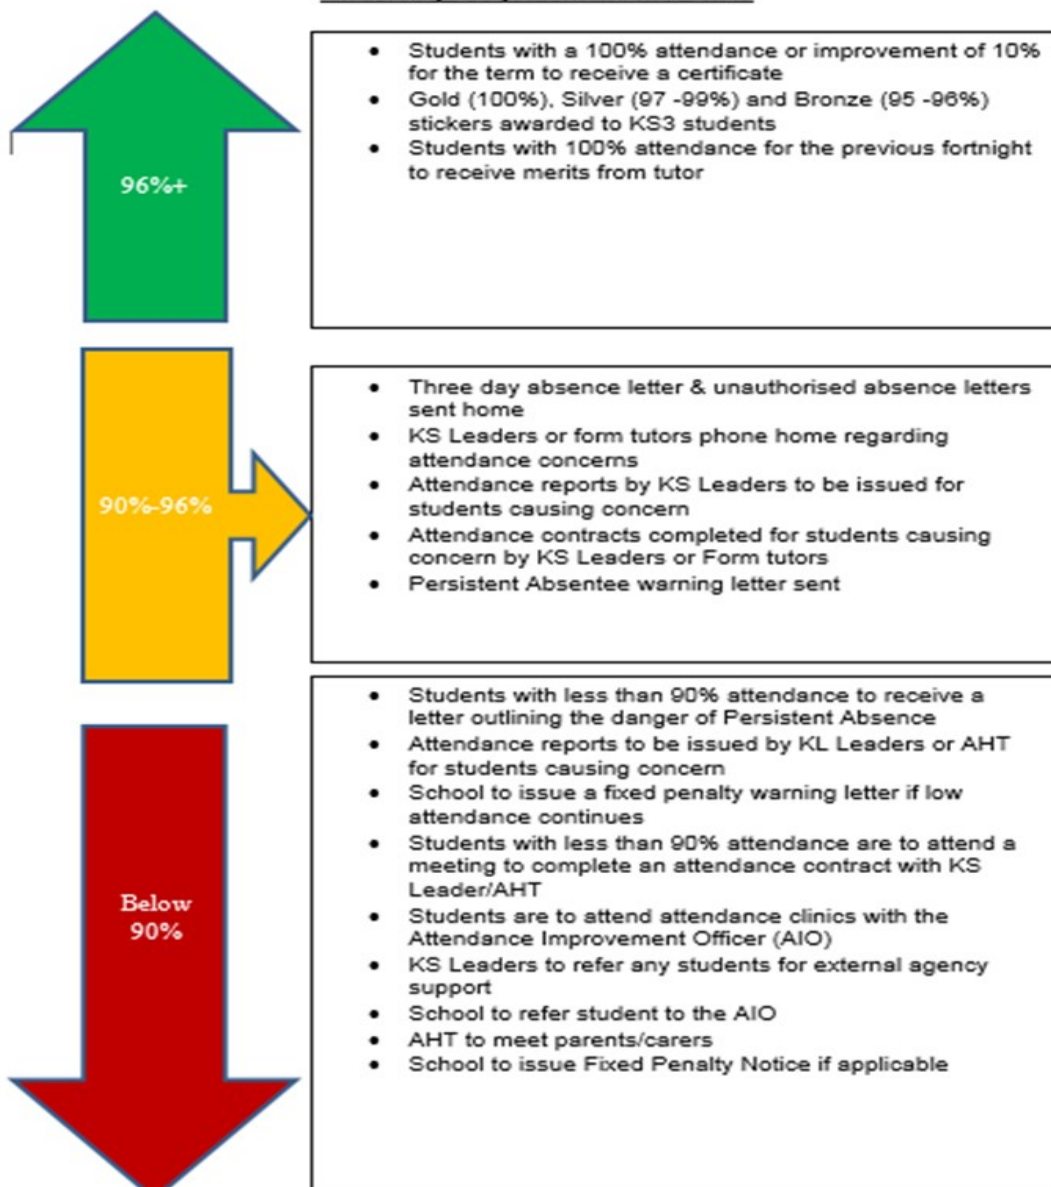 • Students with a 100% attendance or improvement of 10%
for the term to receive a certificate
• Gold (100%), Silver (97 -99%) and Bronze (95 -96%)
stickers awarded to KS3 students
• Students with 100% attendance for the previous fortnight
to receive merits from tutor
96%+
• Three day absence letter & unauthorised absence letters
sent home
• KS Leaders or form tutors phone home regarding
attendance concerns
• Attendance reports by KS Leaders to be issued for
students causing concern
• Attendance contracts completed for students causing
concern by KS Leaders or Form tutors
• Persistent Absentee warning letter sent
90%-96%
• Students with less than 90% attendance to receive a
letter outlining the danger of Persistent Absence
• Attendance reports to be issued by KL Leaders or AHT
for students causing concern
• School to issue a fixed penalty warning letter if low
attendance continues
• Students with less than 90% attendance are to attend a
meeting to complete an attendance contract with KS
Leader/AHT
• Students are to attend attendance clinics with the
Attendance Improvement Officer (AIO)
• KS Leaders to refer any students for external agency
support
• School to refer student to the AIO
• AHT to meet parents/carers
• School to issue Fixed Penalty Notice if applicable
Below
90%